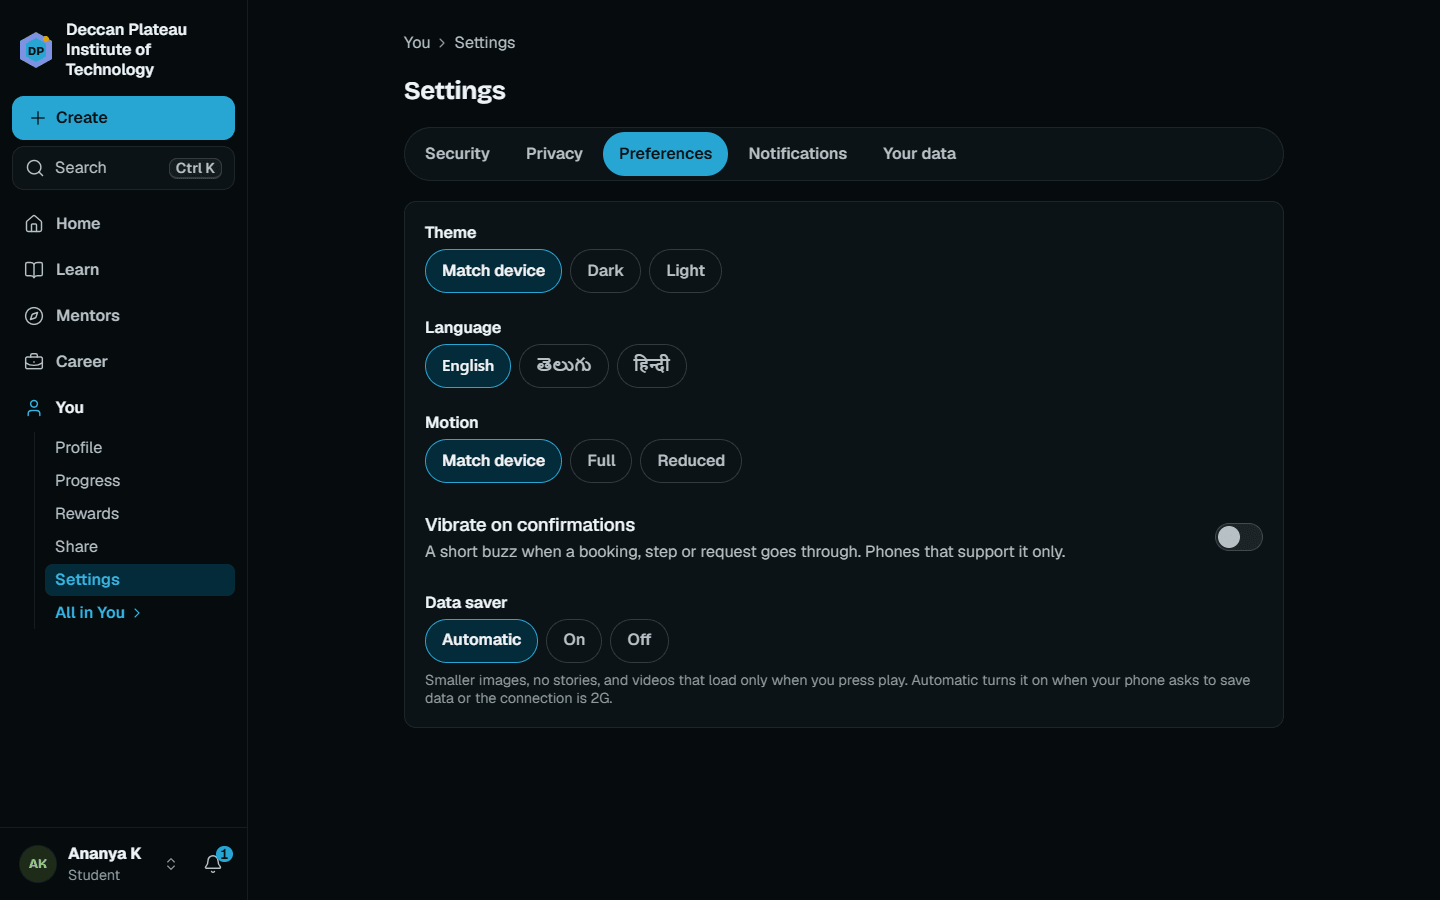 DP
Deccan Plateau
Institute of
Technology
Create
Search Ctrl K
Home
Learn
Mentors
Career
You
Profile
Progress
Rewards
Share
Settings
All in You
AK
Ananya K
Student
1
You > Settings
Settings
Security Privacy Preferences Notifications Your data
Theme
Match device Dark Light
Language
English తెలుగు हिन्दी
Motion
Match device Full Reduced
Vibrate on confirmations
A short buzz when a booking, step or request goes through. Phones that support it only.
Data saver
Automatic On Off
Smaller images, no stories, and videos that load only when you press play. Automatic turns it on when your phone asks to save
data or the connection is 2G.